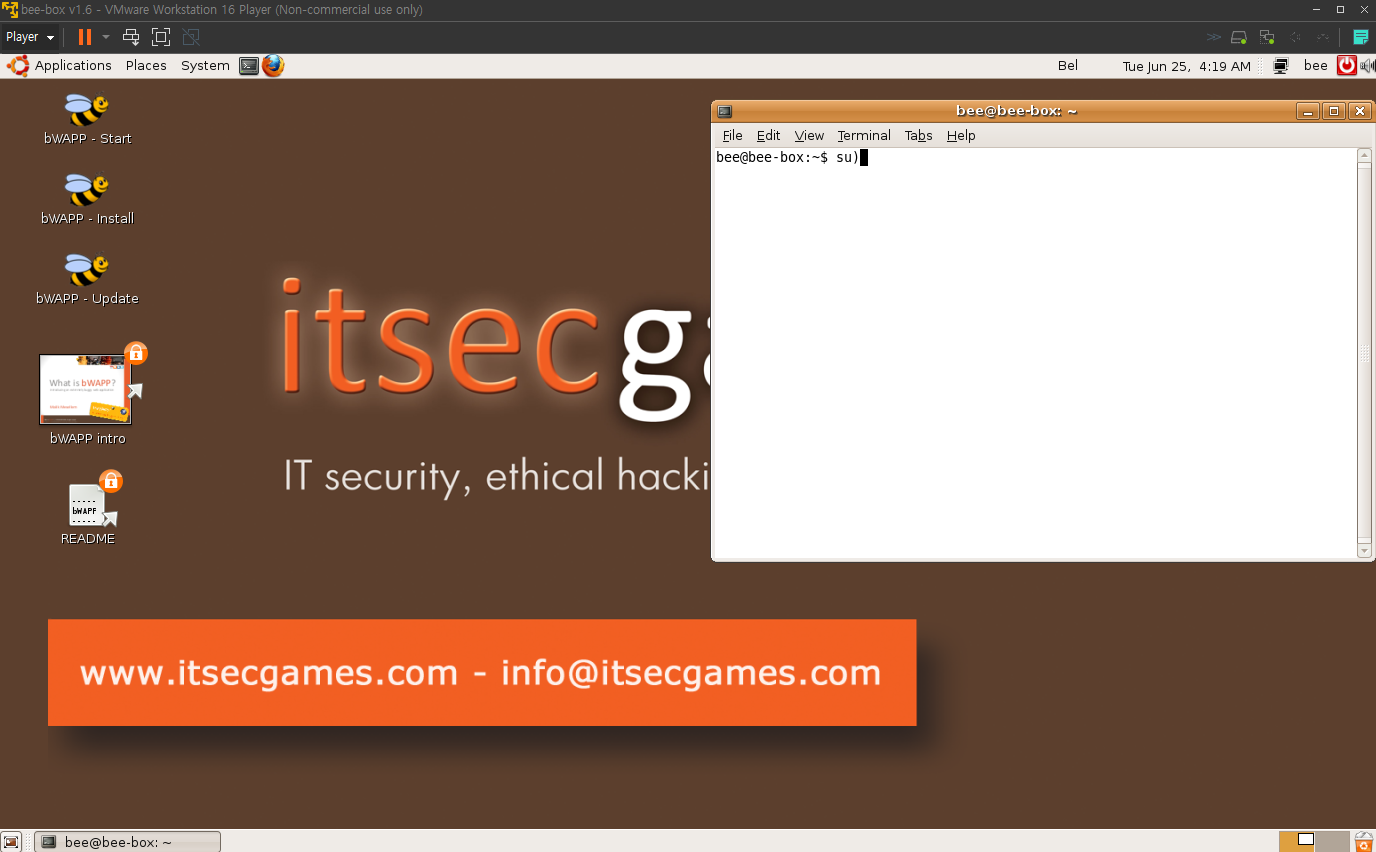 bee-box v1.6 - VMware Workstation 16 Player (Non-commercial use only)
Player
Applications Places System
Bel
Tue Jun 25, 4:19 AM
bee
bWAPP - Start
bWAPP - Install
bWAPP - Update
What is bWAPP?
bWAPP intro
bWAPP
README
itsecga
IT security, ethical hacki
www.itsecgames.com - info@itsecgames.com
bee@bee-box: ~
File Edit View Terminal Tabs Help
bee@bee-box:~$ su)
bee@bee-box: ~